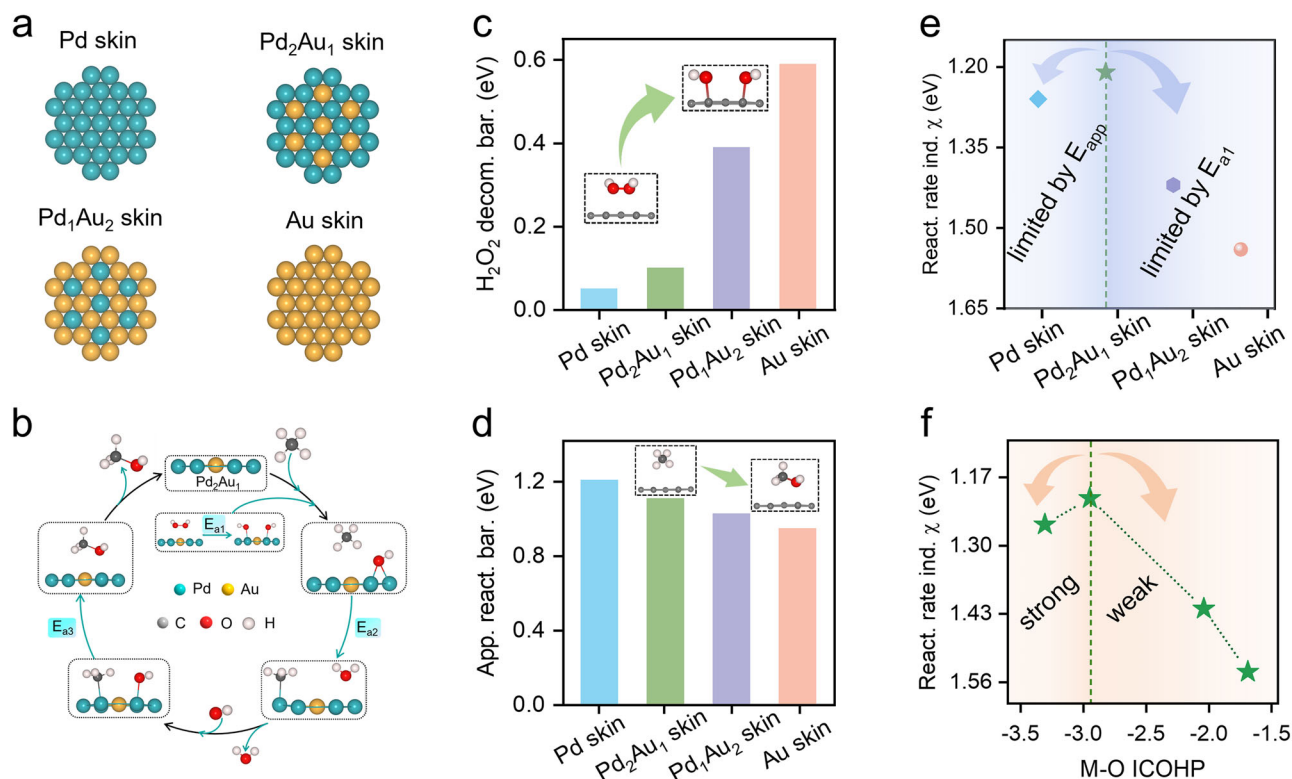 a
Pd skin
Pd₂Au₁ skin
Pd₁Au₂ skin
Au skin
b
Pd₂Au₁
Eₐ₁
Pd
Au
C
O
H
Eₐ₃
Eₐ₂
c
H₂O₂ decom. bar. (eV)
0.6
0.4
0.2
0.0
Pd skin
Pd₂Au₁ skin
Pd₁Au₂ skin
Au skin
d
App. react. bar. (eV)
1.2
0.8
0.4
0.0
Pd skin
Pd₂Au₁ skin
Pd₁Au₂ skin
Au skin
e
React. rate ind. χ (eV)
1.20
1.35
1.50
1.65
limited by Eₐₚₚ.
limited by Eₐ₁
Pd skin
Pd₂Au₁ skin
Pd₁Au₂ skin
Au skin
f
React. rate ind. χ (eV)
1.17
1.30
1.43
1.56
strong
weak
-3.5 -3.0 -2.5 -2.0 -1.5
M-O ICOHP